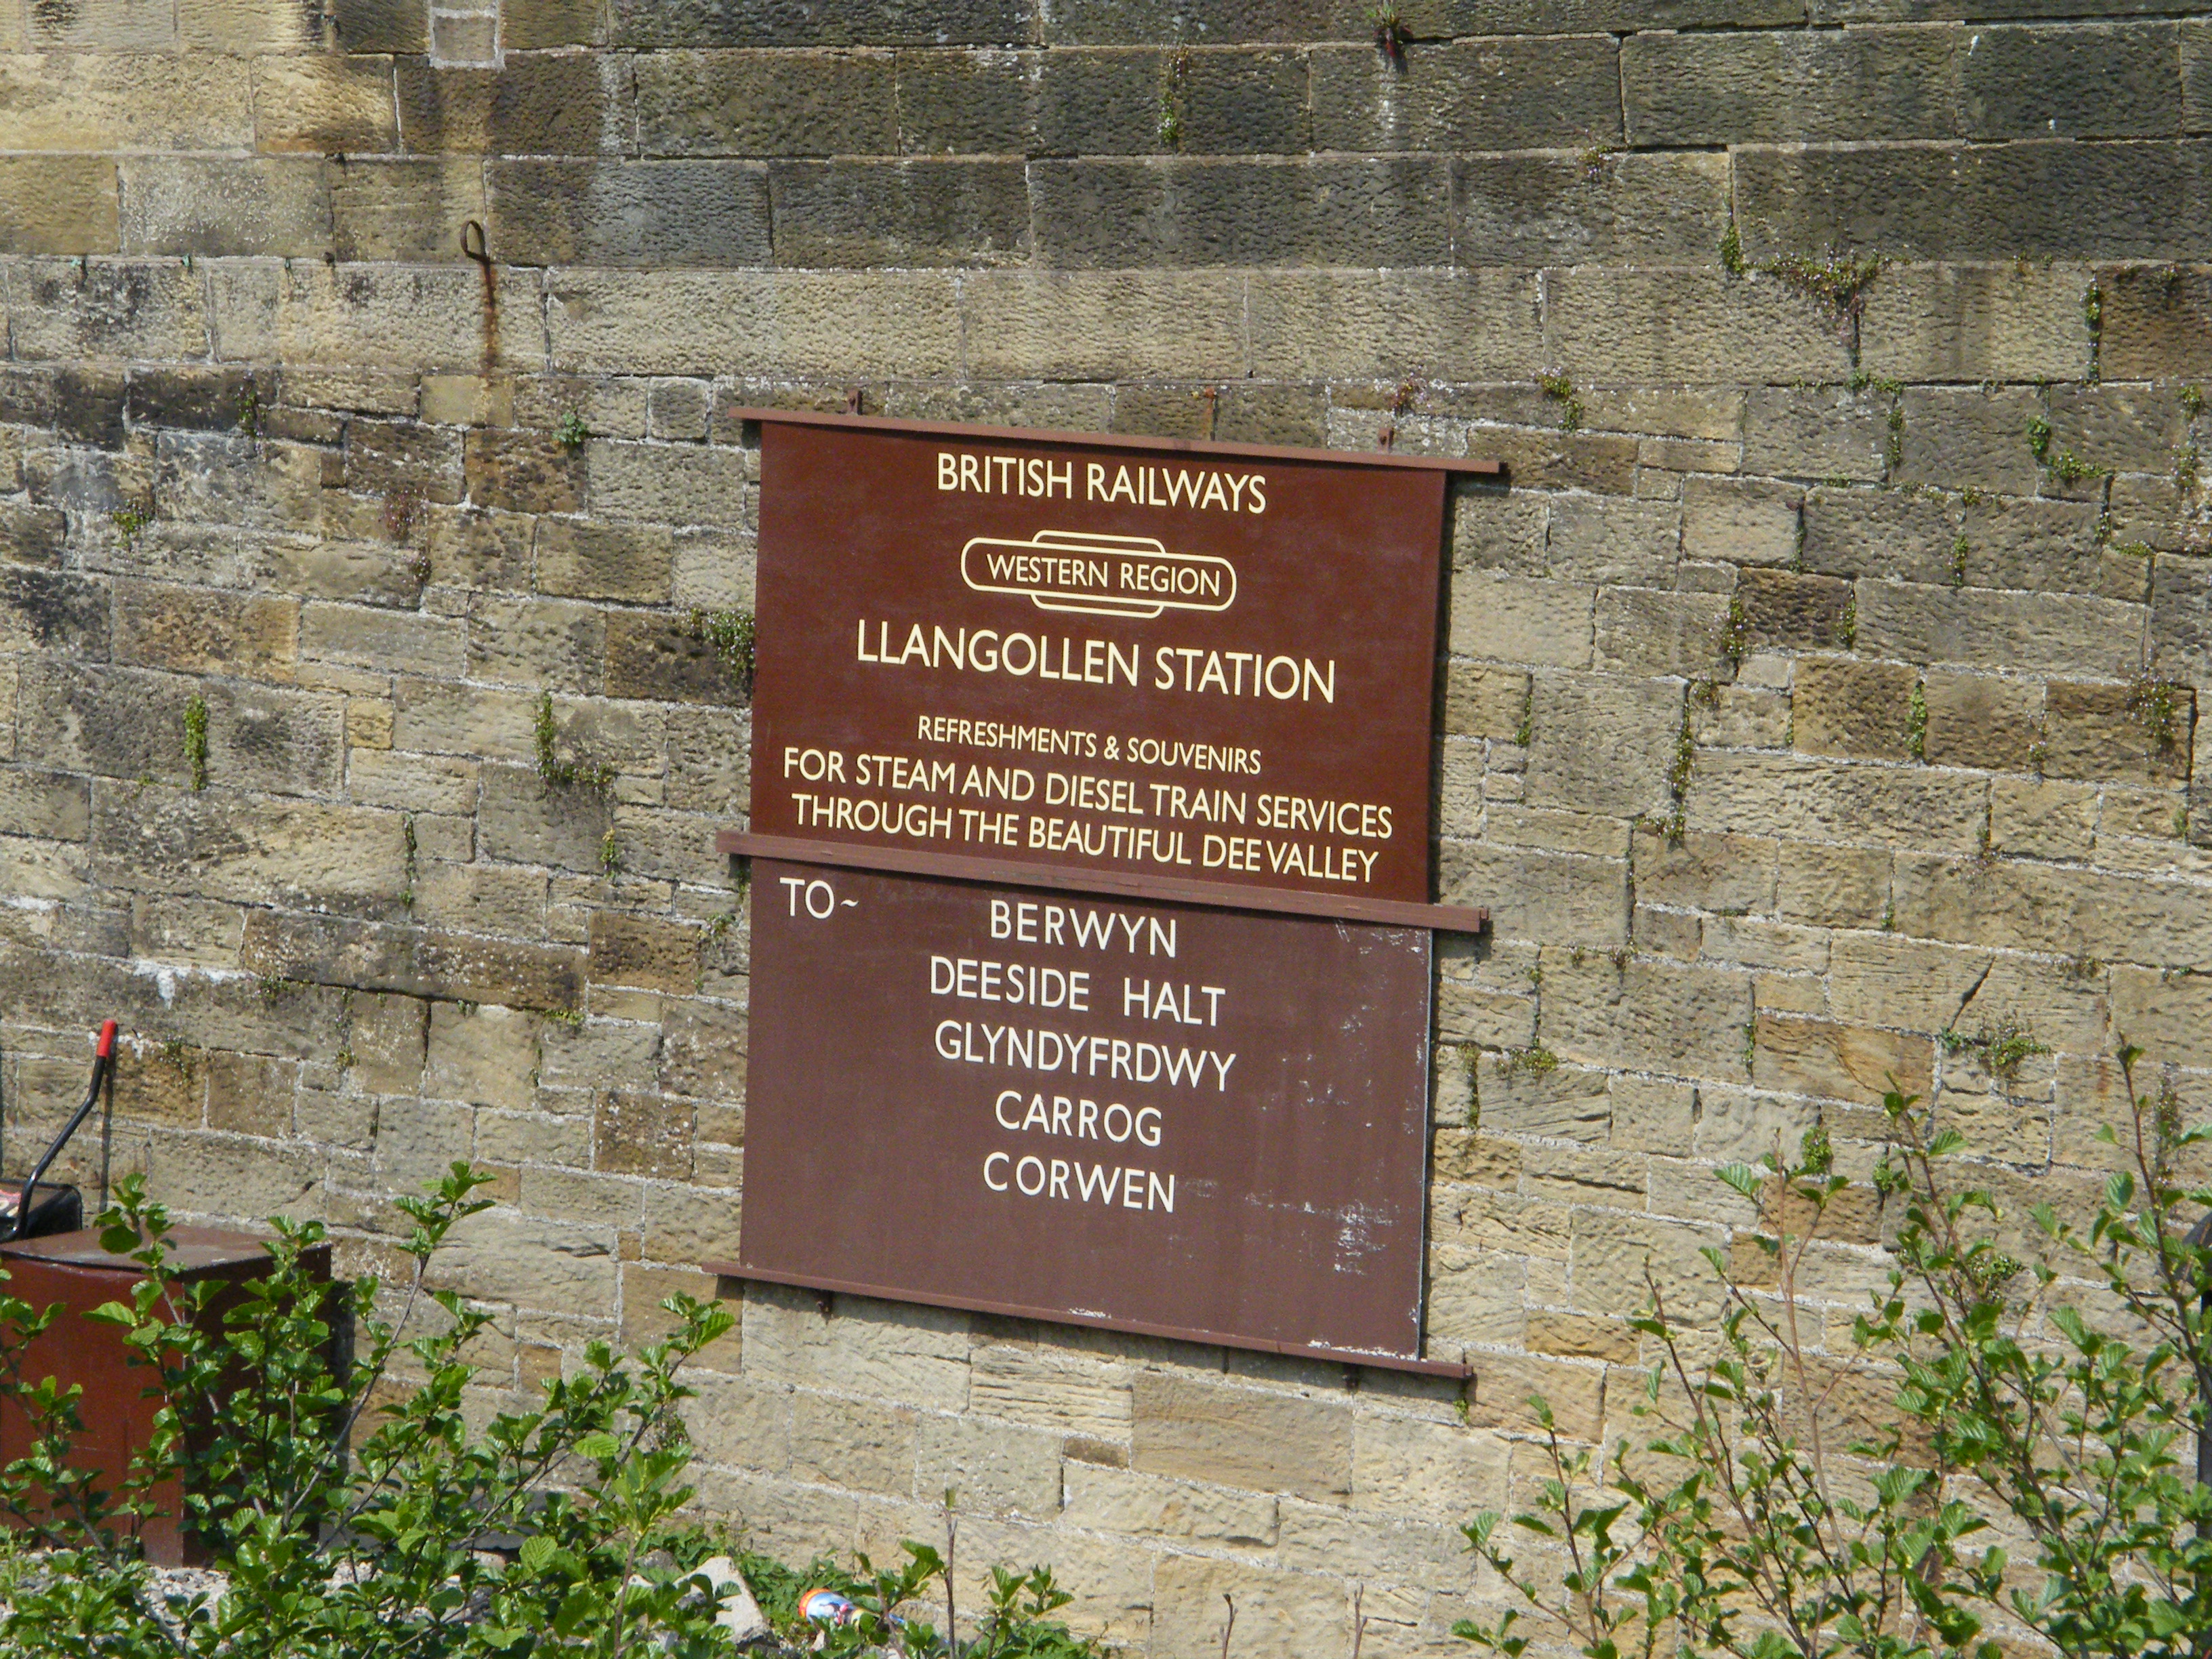 BRITISH RAILWAYS
WESTERN REGION
LLANGOLLEN STATION
REFRESHMENTS & SOUVENIRS
FOR STEAM AND DIESEL TRAIN SERVICES
THROUGH THE BEAUTIFUL DEE VALLEY
TO~ BERWYN
DEESIDE HALT
GLYNDYFRDWY
CARROG
CORWEN